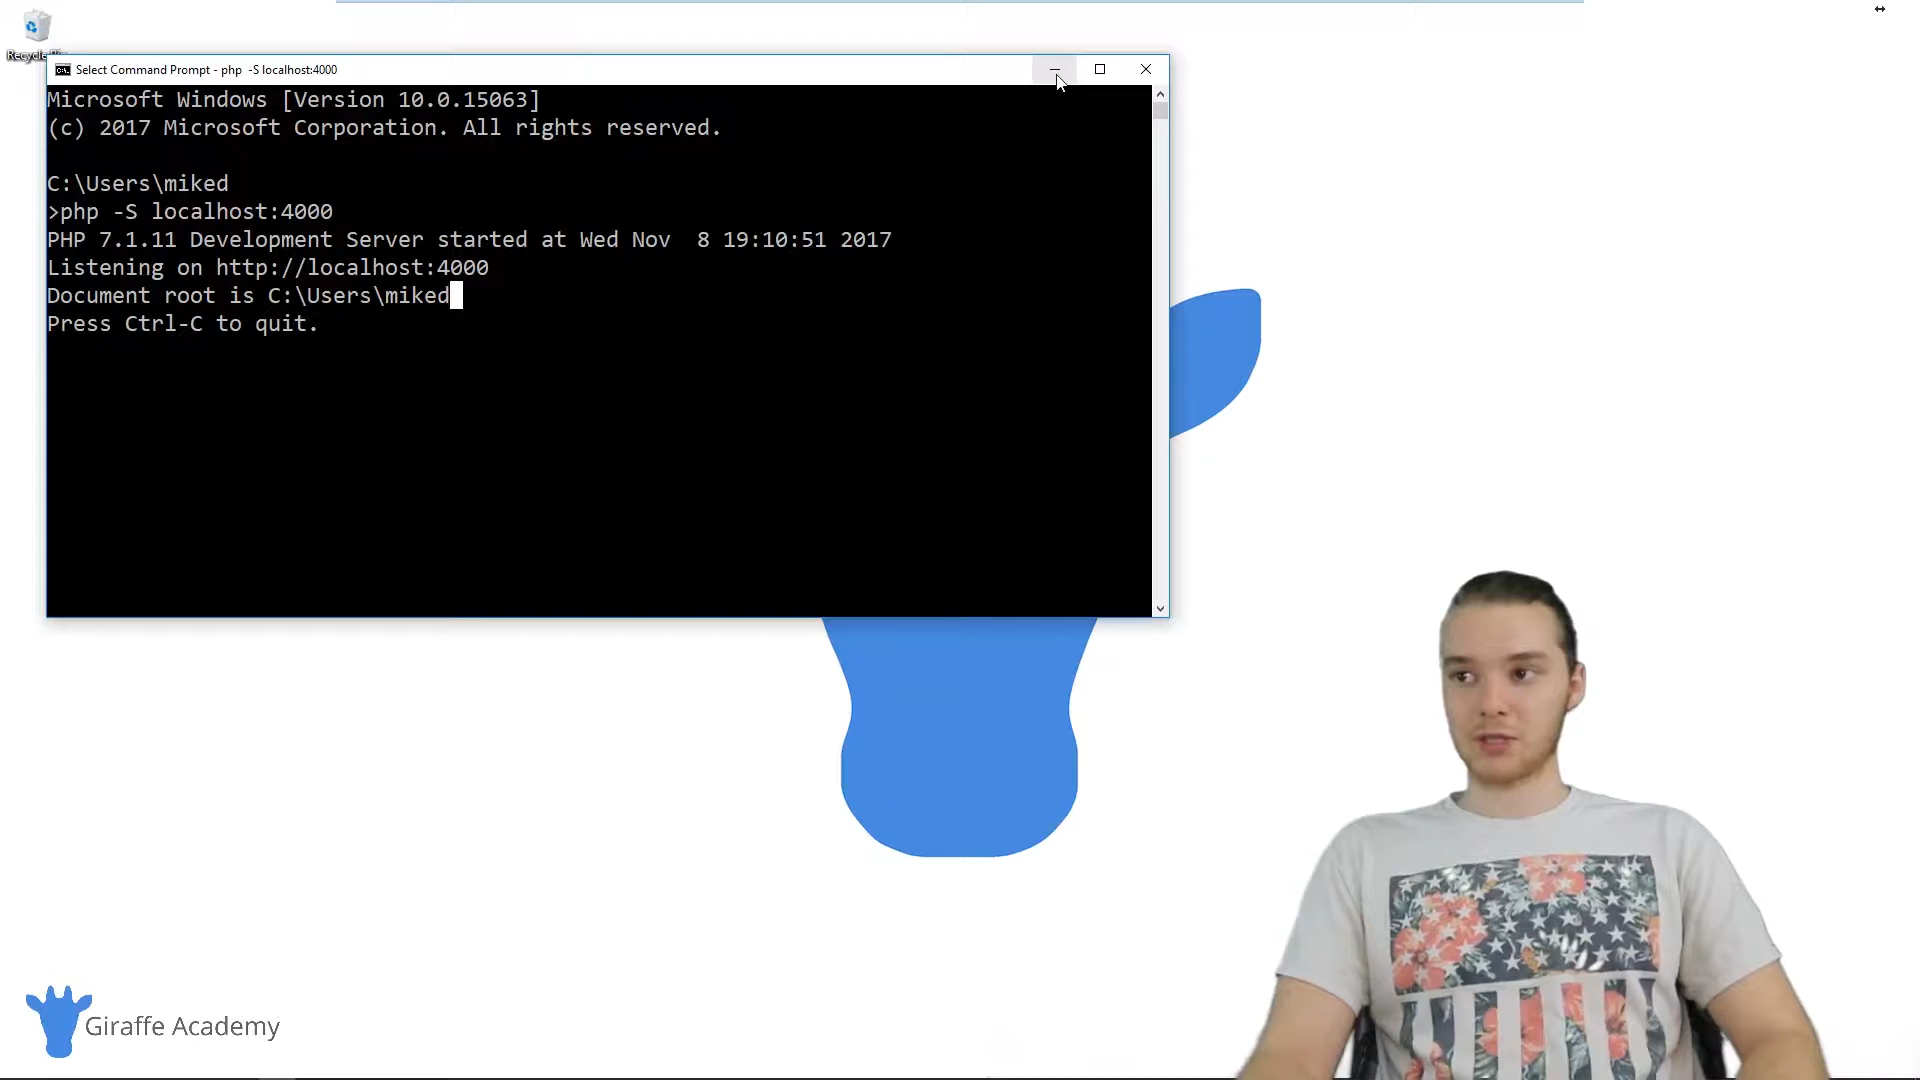 Select Command Prompt - php  -S localhost:4000
Microsoft Windows [Version 10.0.15063]
(c) 2017 Microsoft Corporation. All rights reserved.
C:\Users\miked
>php -S localhost:4000
PHP 7.1.11 Development Server started at Wed Nov  8 19:10:51 2017
Listening on http://localhost:4000
Document root is C:\Users\miked
Press Ctrl-C to quit.
Giraffe Academy